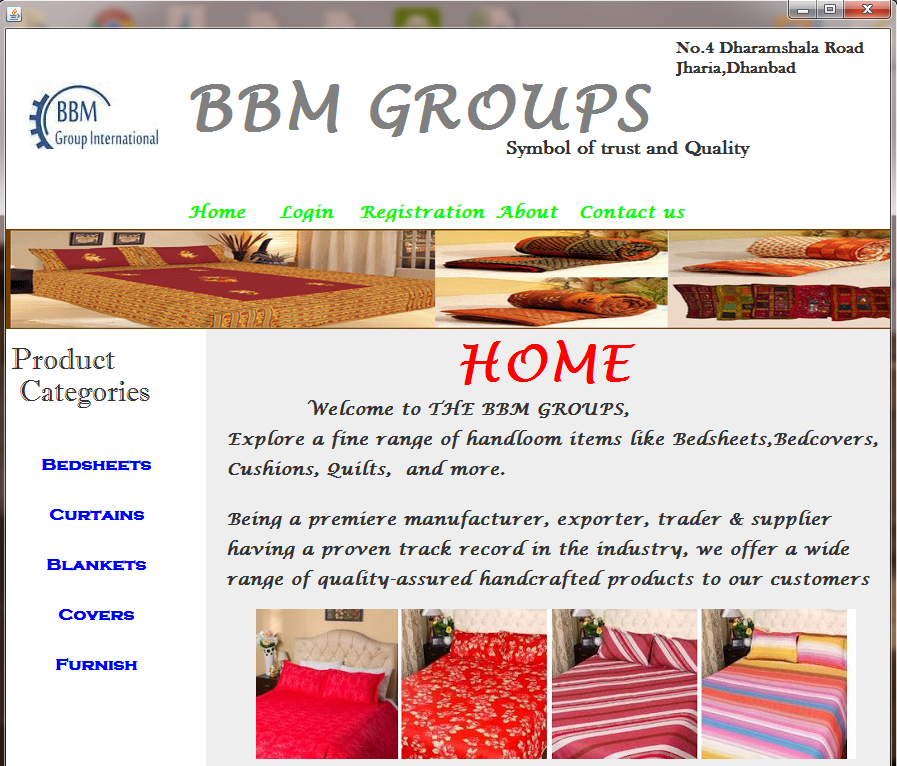 No.4 Dharamshala Road
Jharia,Dhanbad
BBM
Group International
BBM GROUPS
Symbol of trust and Quality
Home Login Registration About Contact us
Product
Categories
BEDSHEETS
CURTAINS
BLANKETS
COVERS
FURNISH
HOME
Welcome to THE BBM GROUPS,
Explore a fine range of handloom items like Bedsheets,Bedcovers,
Cushions, Quilts, and more.
Being a premiere manufacturer, exporter, trader & supplier
having a proven track record in the industry, we offer a wide
range of quality-assured handcrafted products to our customers